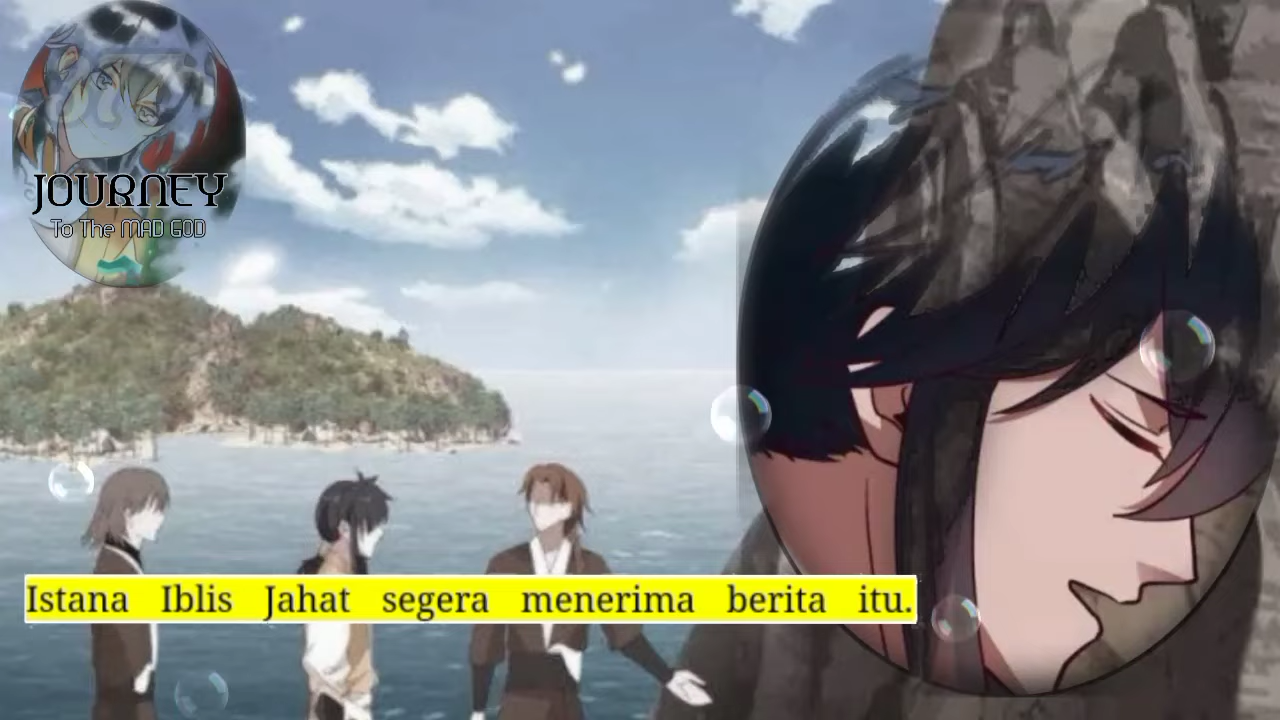 JOURNEY
To The MAD GOD
Istana Iblis Jahat segera menerima berita itu.